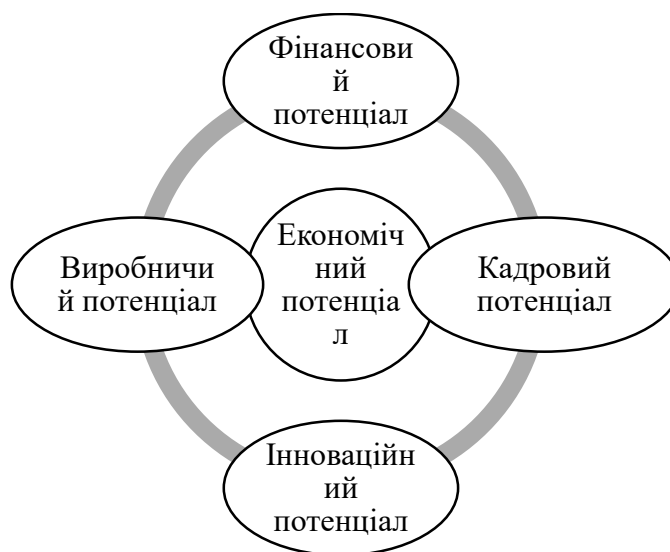 Фінансови
й
потенціал
Виробничи
й потенціал
Економіч
ний
потенціа
л
Кадровий
потенціал
Інноваційн
ий
потенціал